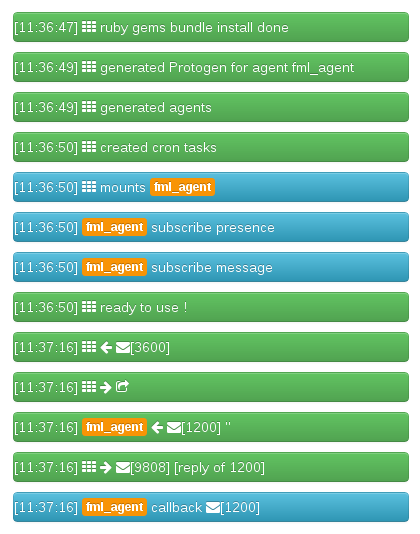 [11:36:47] ruby gems bundle install done
[11:36:49] generated Protogen for agent fml_agent
[11:36:49] generated agents
[11:36:50] created cron tasks
[11:36:50] mounts fml_agent
[11:36:50] fml_agent subscribe presence
[11:36:50] fml_agent subscribe message
[11:36:50] ready to use !
[11:37:16] [3600]
[11:37:16]
[11:37:16] fml_agent [1200] ''
[11:37:16] [9808] [reply of 1200]
[11:37:16] fml_agent callback [1200]